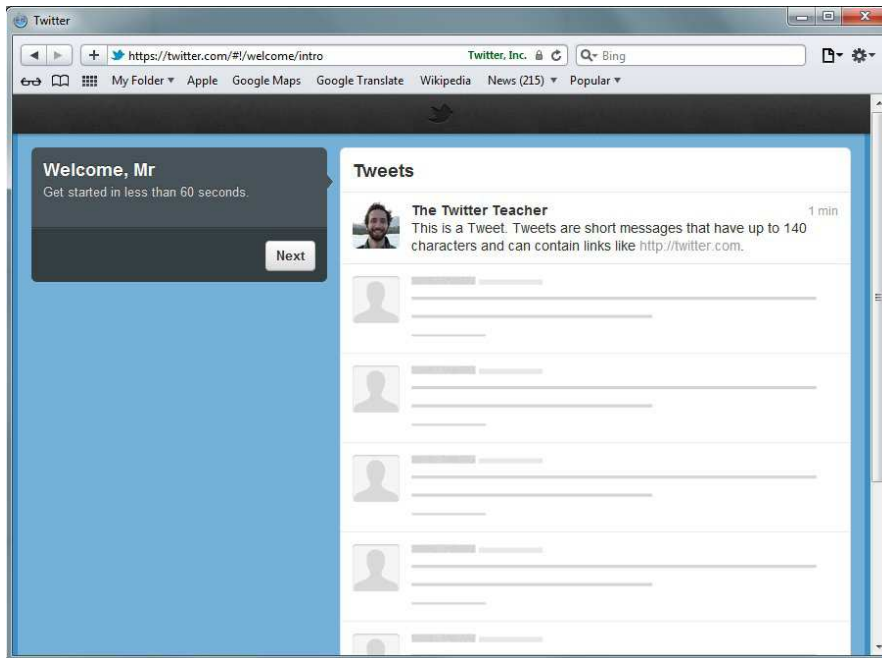 Twitter
https://twitter.com/#!/welcome/intro Twitter, Inc. Bing
My Folder Apple Google Maps Google Translate Wikipedia News (215) Popular
Welcome, Mr
Get started in less than 60 seconds.
Next
Tweets
The Twitter Teacher 1 min
This is a Tweet. Tweets are short messages that have up to 140
characters and can contain links like http://twitter.com.